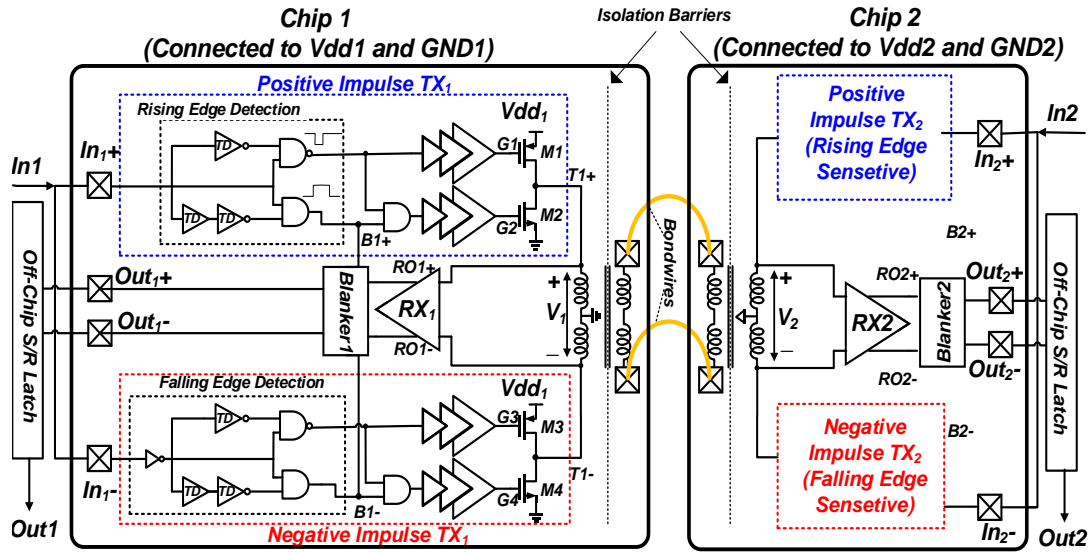 Chip 1
(Connected to Vdd1 and GND1)
Isolation Barriers
Chip 2
(Connected to Vdd2 and GND2)
Positive Impulse TX1
Rising Edge Detection
TD
TD
TD
Vdd1
G1
M1
T1+
M2
G2
B1+
In1
In1+
Off-Chip S/R Latch
Out1+
Out1-
Blanker1
RO1+
RX1
RO1-
+
V1
_
Bondwires
Falling Edge Detection
TD
TD
TD
Vdd1
G3
M3
T1-
M4
G4
B1-
In1-
Out1
Negative Impulse TX1
Positive
Impulse TX2
(Rising Edge
Sensetive)
In2
In2+
B2+
+
V2
_
RX2
RO2+
RO2-
Blanker2
Out2+
Out2-
Off-Chip S/R Latch
Negative
Impulse TX2
(Falling Edge
Sensetive)
B2-
In2-
Out2